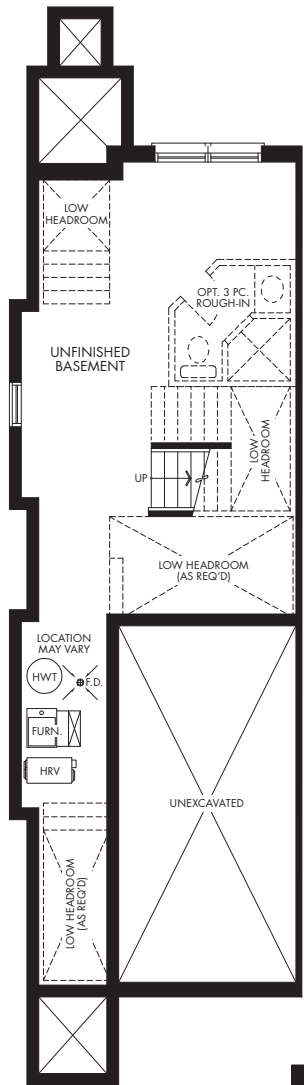 LOW
HEADROOM
OPT. 3 PC.
ROUGH-IN
UNFINISHED
BASEMENT
LOW
HEADROOM
UP
LOW HEADROOM
(AS REQ'D)
LOCATION
MAY VARY
HWT
F.D.
FURN.
HRV
UNEXCAVATED
LOW HEADROOM
(AS REQ'D)